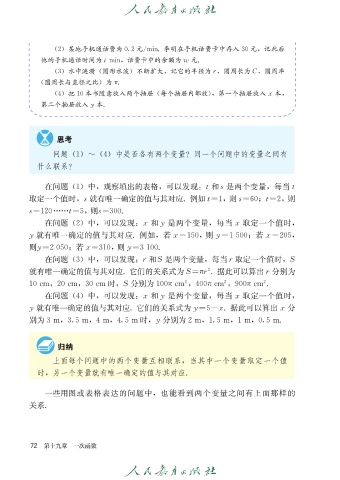 人民教育出版社
(2) 某地手机通话费为 0.2 元/min. 李明在手机话费卡中存入 30 元，记此后
他的手机通话时间为 t min，话费卡中的余额为 w 元.
(3) 水中涟漪（圆形水波）不断扩大，记它的半径为 r，圆周长为 C，圆周率
（圆周长与直径之比）为 π.
(4) 把 10 本书随意放入两个抽屉（每个抽屉内都放），第一个抽屉放入 x 本，
第二个抽屉放入 y 本.
思考
问题 (1) ～ (4) 中是否各有两个变量？同一个问题中的变量之间有
什么联系？
在问题 (1) 中，观察填出的表格，可以发现：t 和 s 是两个变量，每当 t
取定一个值时，s 就有唯一确定的值与其对应. 例如 t=1，则 s=60；t=2，则
s=120……t=5，则s=300.
在问题 (2) 中，可以发现：x 和 y 是两个变量，每当 x 取定一个值时，
y 就有唯一确定的值与其对应. 例如，若 x=150，则 y=1 500；若 x=205，
则y=2 050；若 x=310，则 y=3 100.
在问题 (3) 中，可以发现：r 和 S 是两个变量，每当 r 取定一个值时，S
就有唯一确定的值与其对应. 它们的关系式为 S=πr². 据此可以算出 r 分别为
10 cm，20 cm，30 cm 时，S 分别为 100π cm²，400π cm²，900π cm².
在问题 (4) 中，可以发现：x 和 y 是两个变量，每当 x 取定一个值时，
y 就有唯一确定的值与其对应. 它们的关系式为 y=5-x. 据此可以算出 x 分
别为 3 m，3.5 m，4 m，4.5 m 时，y 分别为 2 m，1.5 m，1 m，0.5 m.
归纳
上面每个问题中的两个变量互相联系，当其中一个变量取定一个值
时，另一个变量就有唯一确定的值与其对应.
一些用图或表格表达的问题中，也能看到两个变量之间有上面那样的
关系.
72 第十九章 一次函数
人民教育出版社